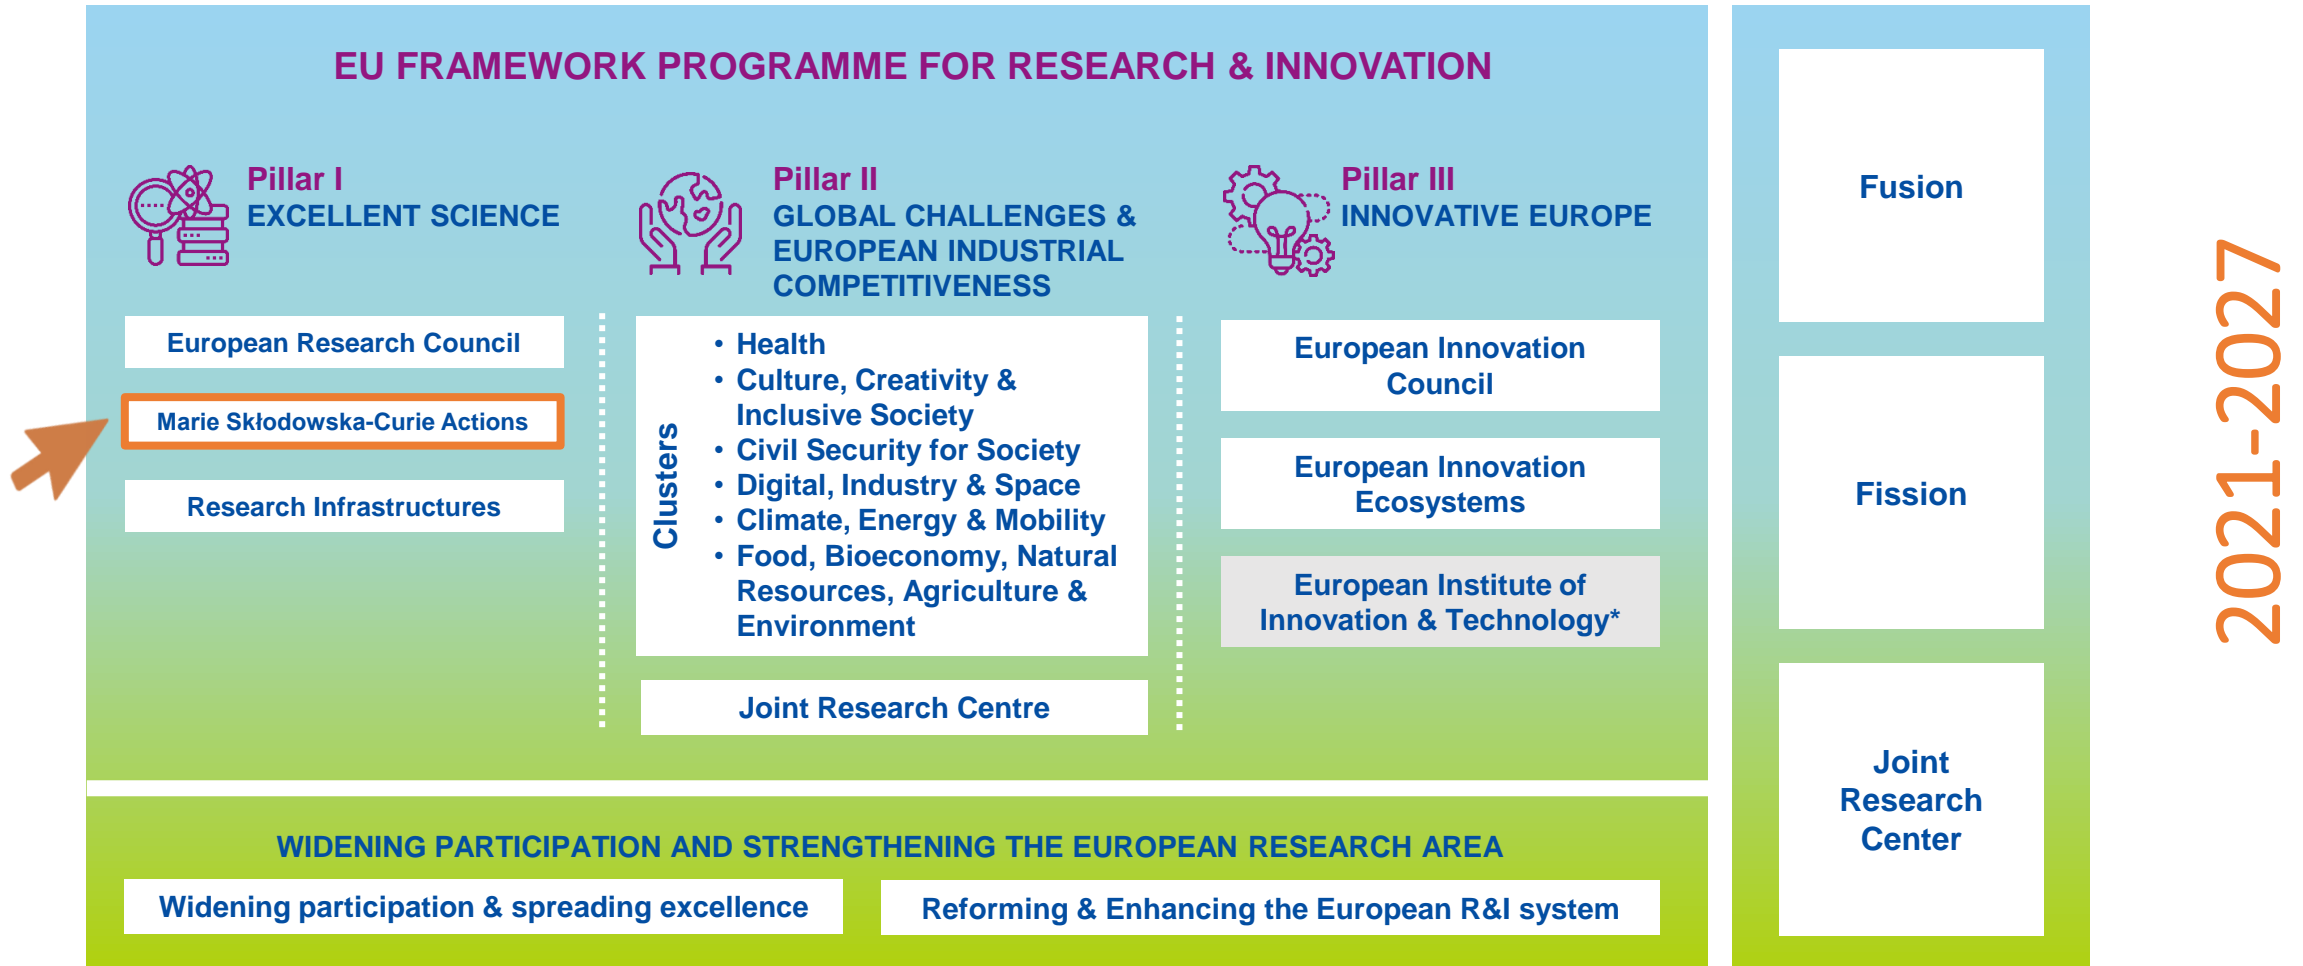 EU FRAMEWORK PROGRAMME FOR RESEARCH & INNOVATION
Pillar I
EXCELLENT SCIENCE
European Research Council
Marie Skłodowska-Curie Actions
Research Infrastructures
Pillar II
GLOBAL CHALLENGES &
EUROPEAN INDUSTRIAL
COMPETITIVENESS
Clusters
• Health
• Culture, Creativity &
Inclusive Society
• Civil Security for Society
• Digital, Industry & Space
• Climate, Energy & Mobility
• Food, Bioeconomy, Natural
Resources, Agriculture &
Environment
Joint Research Centre
Pillar III
INNOVATIVE EUROPE
European Innovation
Council
European Innovation
Ecosystems
European Institute of
Innovation & Technology*
WIDENING PARTICIPATION AND STRENGTHENING THE EUROPEAN RESEARCH AREA
Widening participation & spreading excellence
Reforming & Enhancing the European R&I system
Fusion
Fission
Joint
Research
Center
2021-2027